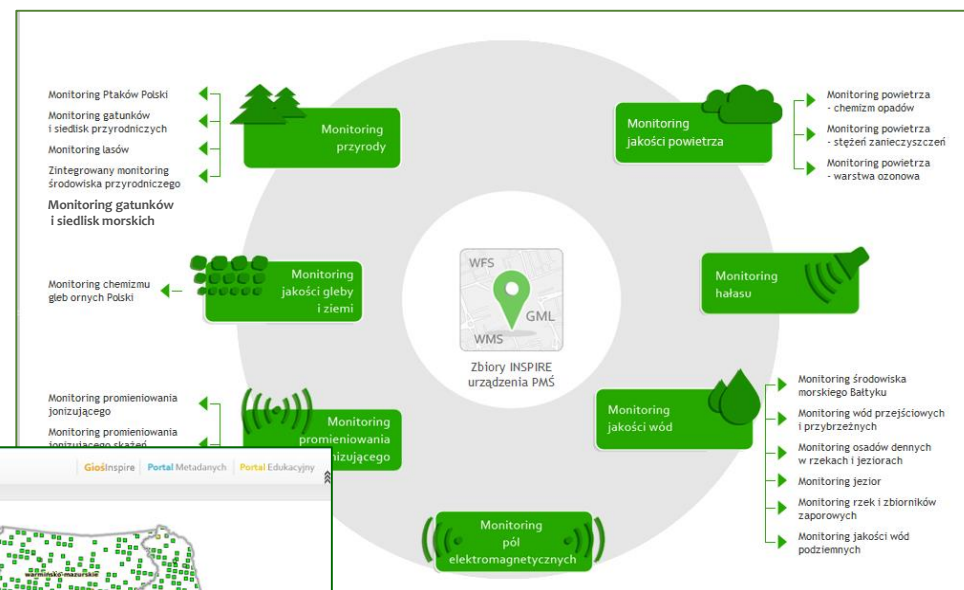 Monitoring Ptaków Polski
Monitoring gatunków
i siedlisk przyrodniczych
Monitoring lasów
Zintegrowany monitoring
środowiska przyrodniczego
Monitoring gatunków
i siedlisk morskich
Monitoring
przyrody
Monitoring
jakości powietrza
Monitoring powietrza
- chemizm opadów
Monitoring powietrza
- stężeń zanieczyszczeń
Monitoring powietrza
- warstwa ozonowa
Monitoring chemizmu
gleb ornych Polski
Monitoring
jakości gleby
i ziemi
WFS
GML
WMS
Zbiory INSPIRE
urządzenia PMŚ
Monitoring
hałasu
Monitoring promieniowania
jonizującego
Monitoring promieniowania
jonizującego skażeń
Monitoring
promieniowania
nizującego
Monitoring
jakości wód
Monitoring środowiska
morskiego Bałtyku
Monitoring wód przejściowych
i przybrzeżnych
Monitoring osadów dennych
w rzekach i jeziorach
Monitoring jezior
Monitoring rzek i zbiorników
zaporowych
Monitoring jakości wód
podziemnych
Monitoring
pól
elektromagnetycznych
GiośInspire Portal Metadanych Portal Edukacyjny
warmińsko-mazurskie